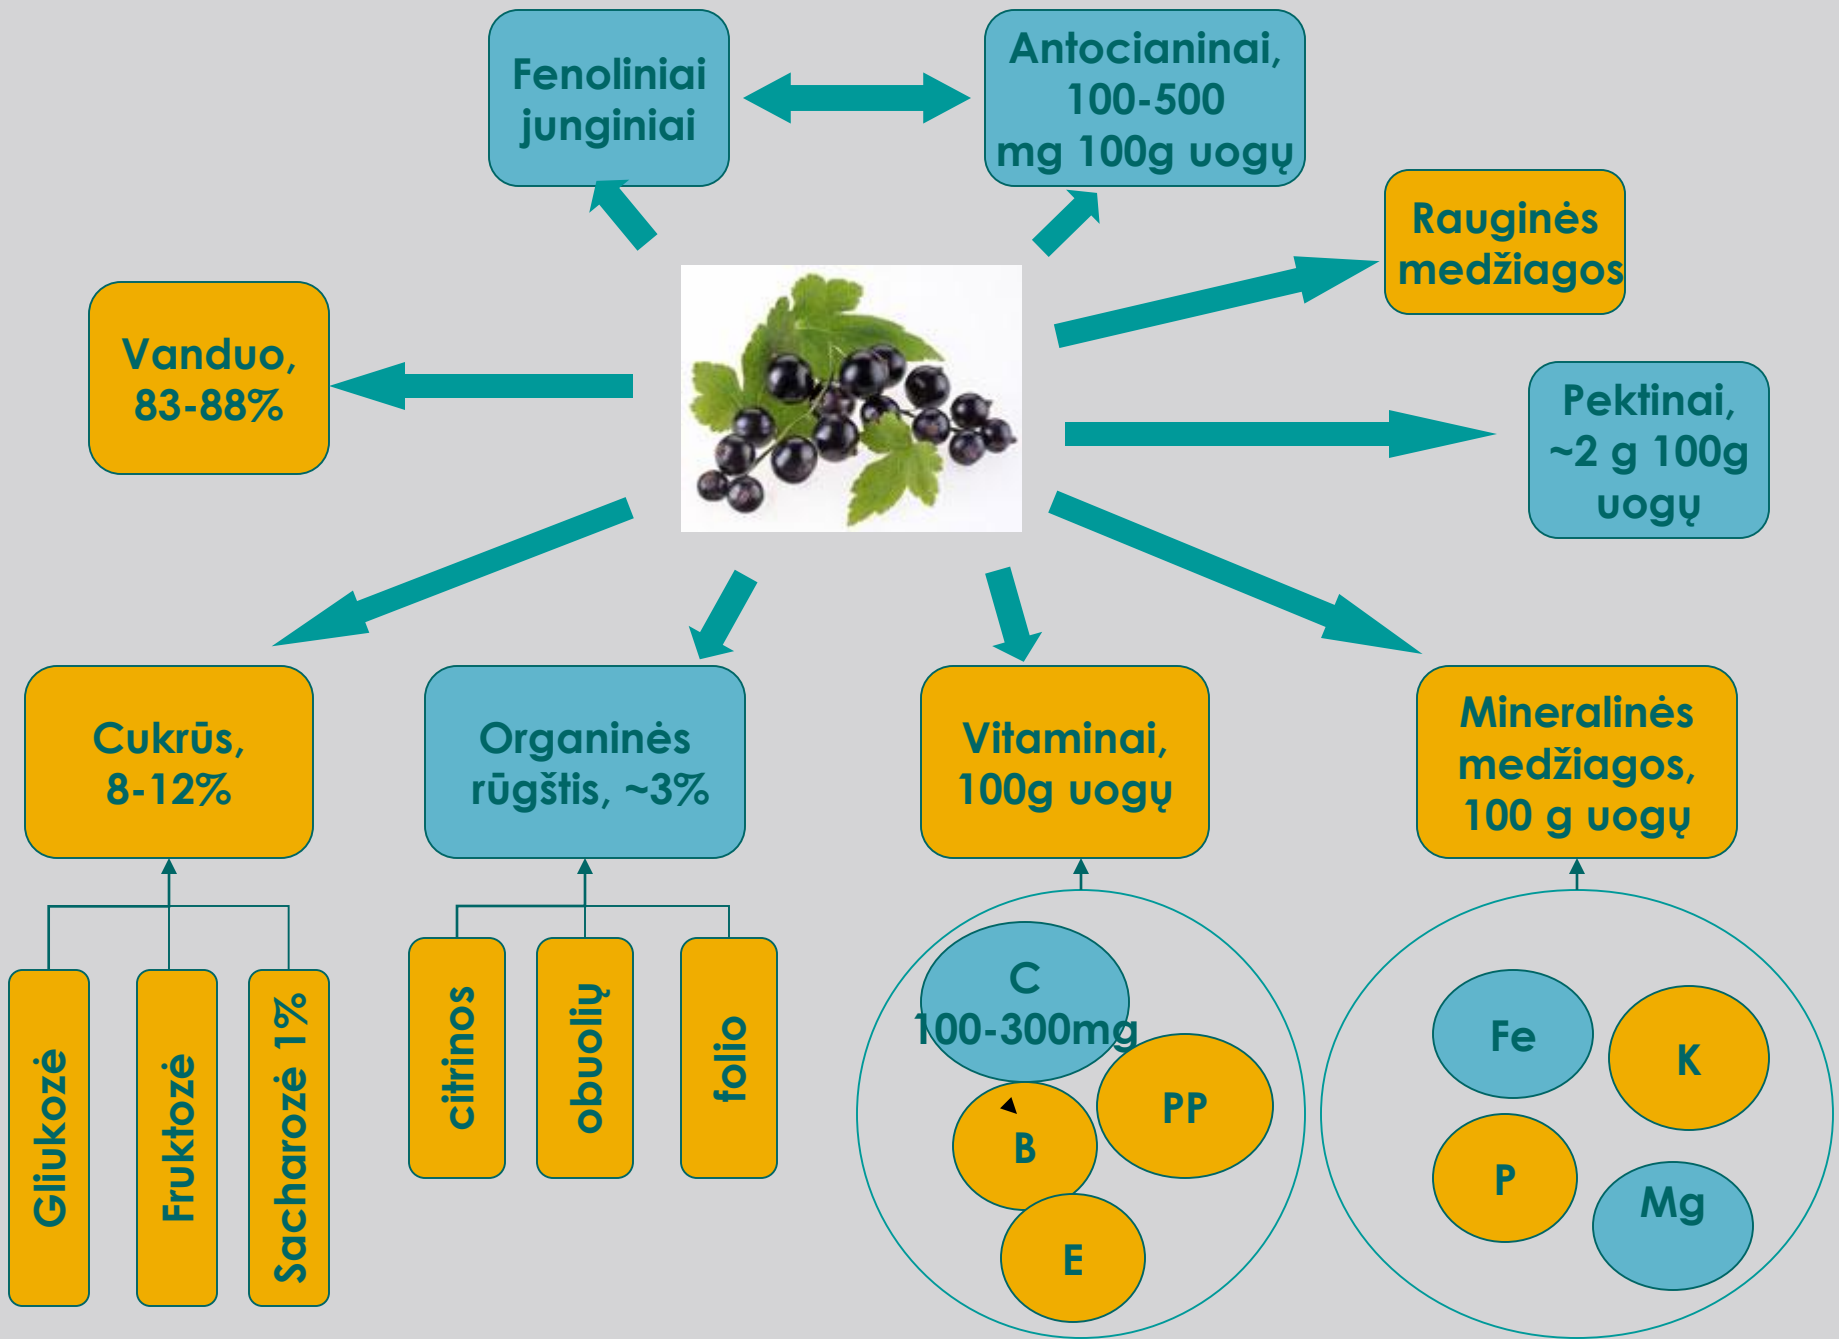 Fenoliniai
junginiai
Antocianinai,
100-500
mg 100g uogų
Rauginės
medžiagos
Vanduo,
83-88%
Pektinai,
~2 g 100g
uogų
Cukrūs,
8-12%
Organinės
rūgštis, ~3%
Vitaminai,
100g uogų
Mineralinės
medžiagos,
100 g uogų
Gliukozė
Fruktozė
Sacharozė 1%
citrinos
obuolių
folio
C
100-300mg
PP
B
E
Fe
K
P
Mg